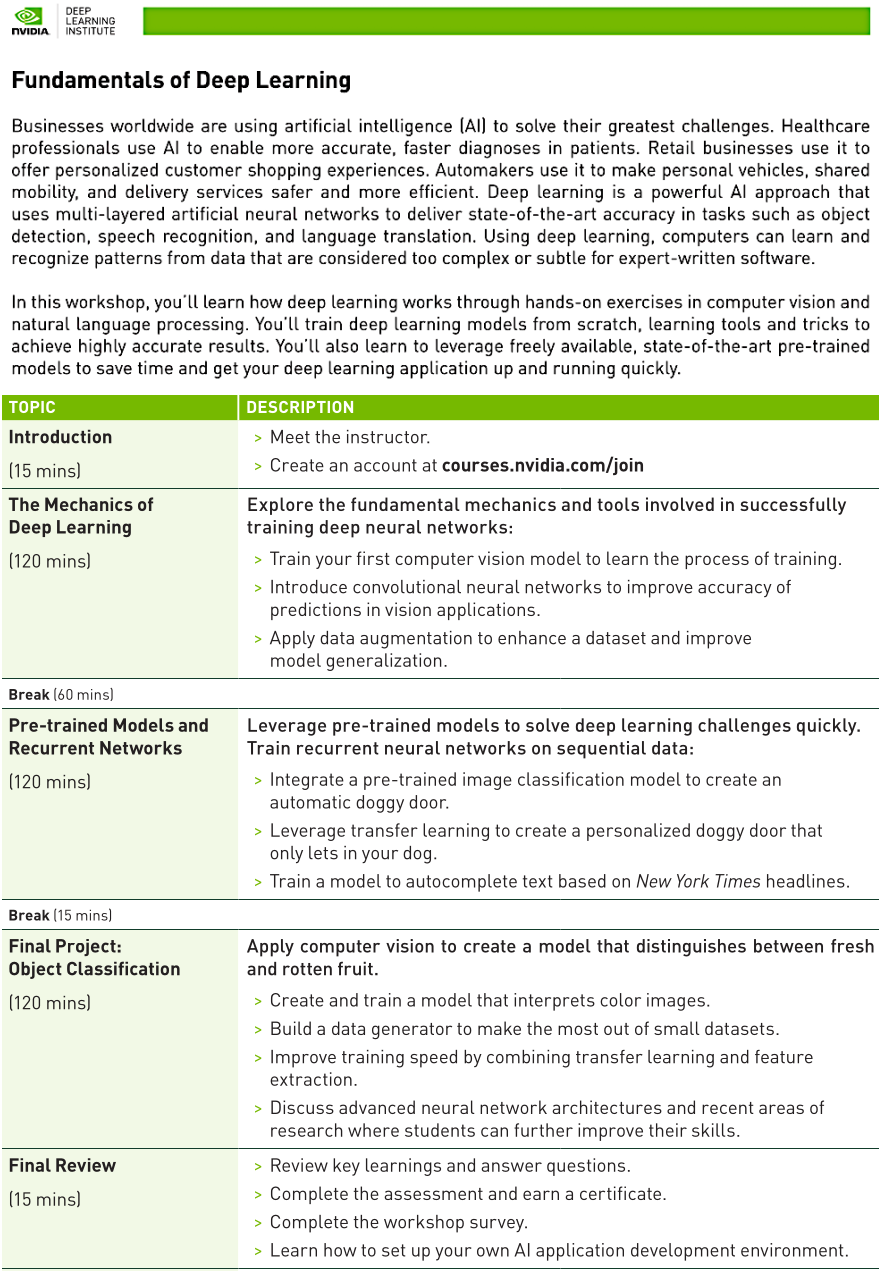 NVIDIA.
DEEP
LEARNING
INSTITUTE
Fundamentals of Deep Learning
Businesses worldwide are using artificial intelligence (AI) to solve their greatest challenges. Healthcare
professionals use AI to enable more accurate, faster diagnoses in patients. Retail businesses use it to
offer personalized customer shopping experiences. Automakers use it to make personal vehicles, shared
mobility, and delivery services safer and more efficient. Deep learning is a powerful AI approach that
uses multi-layered artificial neural networks to deliver state-of-the-art accuracy in tasks such as object
detection, speech recognition, and language translation. Using deep learning, computers can learn and
recognize patterns from data that are considered too complex or subtle for expert-written software.
In this workshop, you'll learn how deep learning works through hands-on exercises in computer vision and
natural language processing. You'll train deep learning models from scratch, learning tools and tricks to
achieve highly accurate results. You'll also learn to leverage freely available, state-of-the-art pre-trained
models to save time and get your deep learning application up and running quickly.
TOPIC
DESCRIPTION
Introduction
(15 mins)
> Meet the instructor.
> Create an account at courses.nvidia.com/join
The Mechanics of
Deep Learning
(120 mins)
Explore the fundamental mechanics and tools involved in successfully
training deep neural networks:
> Train your first computer vision model to learn the process of training.
> Introduce convolutional neural networks to improve accuracy of
predictions in vision applications.
> Apply data augmentation to enhance a dataset and improve
model generalization.
Break (60 mins)
Pre-trained Models and
Recurrent Networks
(120 mins)
Leverage pre-trained models to solve deep learning challenges quickly.
Train recurrent neural networks on sequential data:
> Integrate a pre-trained image classification model to create an
automatic doggy door.
> Leverage transfer learning to create a personalized doggy door that
only lets in your dog.
> Train a model to autocomplete text based on New York Times headlines.
Break (15 mins)
Final Project:
Object Classification
(120 mins)
Apply computer vision to create a model that distinguishes between fresh
and rotten fruit.
> Create and train a model that interprets color images.
> Build a data generator to make the most out of small datasets.
> Improve training speed by combining transfer learning and feature
extraction.
> Discuss advanced neural network architectures and recent areas of
research where students can further improve their skills.
Final Review
(15 mins)
> Review key learnings and answer questions.
> Complete the assessment and earn a certificate.
> Complete the workshop survey.
> Learn how to set up your own AI application development environment.